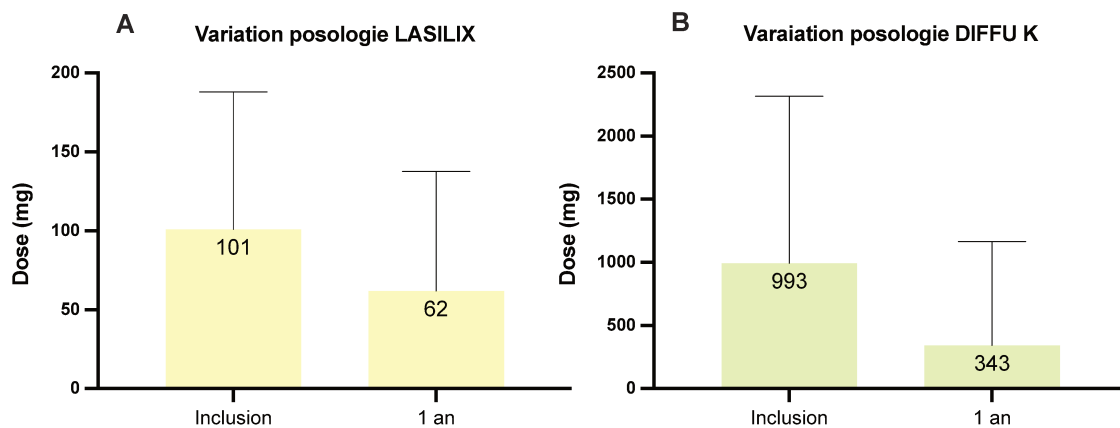 A
Variation posologie LASILIX
200
150
100
50
0
Dose (mg)
101
62
Inclusion
1 an
B
Varaiation posologie DIFFU K
2500
2000
1500
1000
500
0
Dose (mg)
993
343
Inclusion
1 an